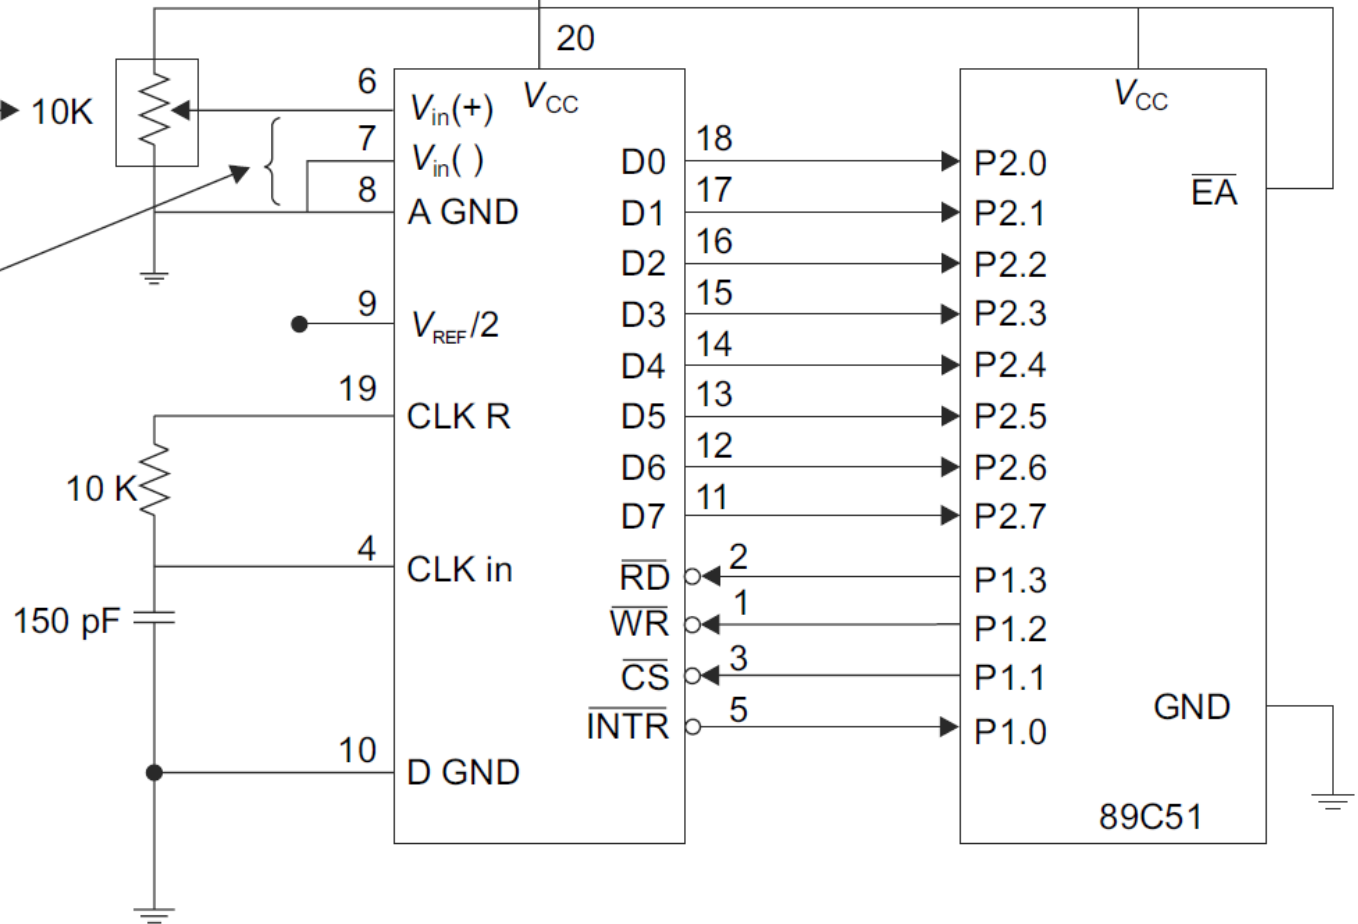 20
10K
6
Vin(+)
VCC
7
Vin( )
8
A GND
9
VREF/2
19
CLK R
10 K
4
CLK in
150 pF
10
D GND
D0
18
D1
17
D2
16
D3
15
D4
14
D5
13
D6
12
D7
11
RD
2
WR
1
CS
3
INTR
5
VCC
P2.0
EA
P2.1
P2.2
P2.3
P2.4
P2.5
P2.6
P2.7
P1.3
P1.2
P1.1
GND
P1.0
89C51